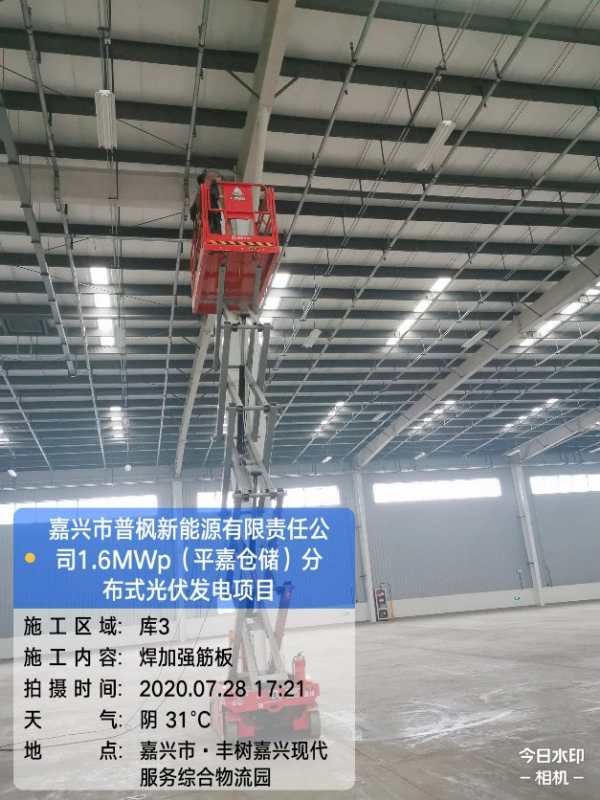 嘉兴市普枫新能源有限责任公
司1.6MWp（平嘉仓储）分
布式光伏发电项目
施工区域: 库3
施工内容: 焊加强筋板
拍摄时间: 2020.07.28 17:21
天 气: 阴 31℃
地 点: 嘉兴市·丰树嘉兴现代
服务综合物流园
今日水印
-相机-